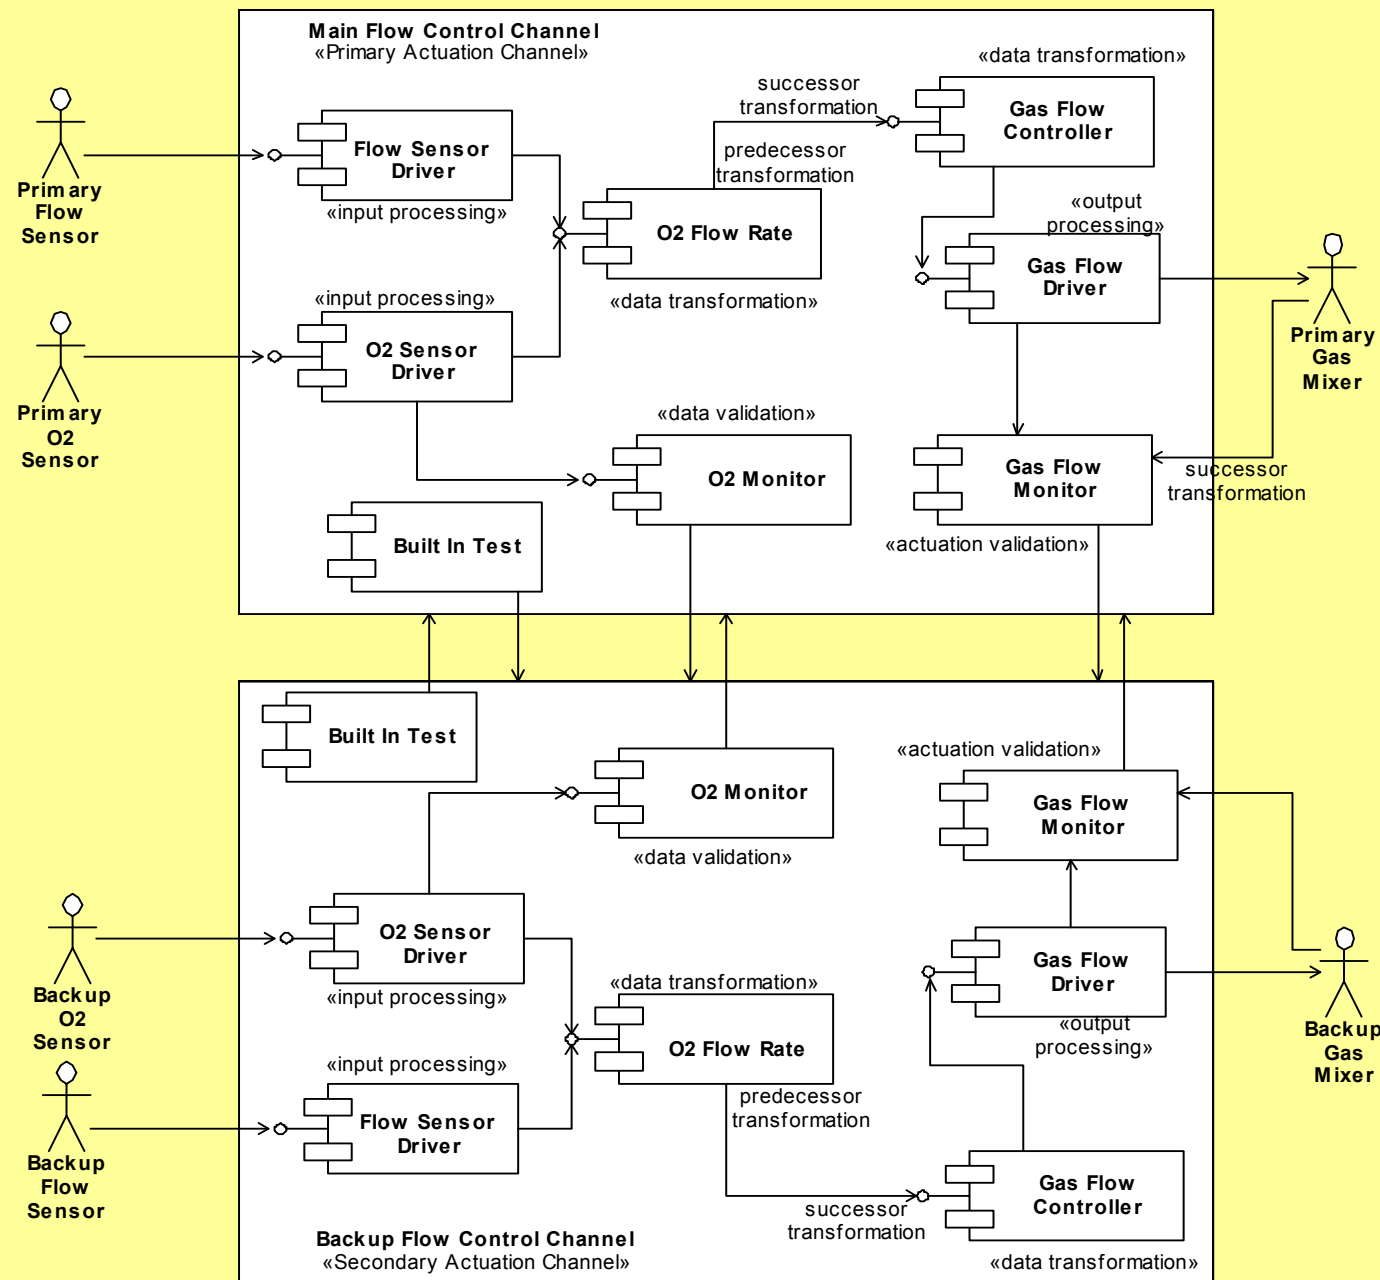 Main Flow Control Channel
«Primary Actuation Channel»
«data transformation»
successor
transformation
Gas Flow
Controller
Flow Sensor
Driver
«input processing»
predecessor
transformation
Primary
Flow
Sensor
O2 Flow Rate
«data transformation»
«output
processing»
Gas Flow
Driver
Primary
Gas
Mixer
«input processing»
O2 Sensor
Driver
Primary
O2
Sensor
«data validation»
O2 Monitor
Gas Flow
Monitor
successor
transformation
«actuation validation»
Built In Test
Built In Test
O2 Monitor
«data validation»
«actuation validation»
Gas Flow
Monitor
O2 Sensor
Driver
«input processing»
Backup
O2
Sensor
«data transformation»
O2 Flow Rate
predecessor
transformation
Gas Flow
Driver
«output
processing»
Backup
Gas
Mixer
«input processing»
Flow Sensor
Driver
Backup
Flow
Sensor
successor
transformation
Gas Flow
Controller
«data transformation»
Backup Flow Control Channel
«Secondary Actuation Channel»